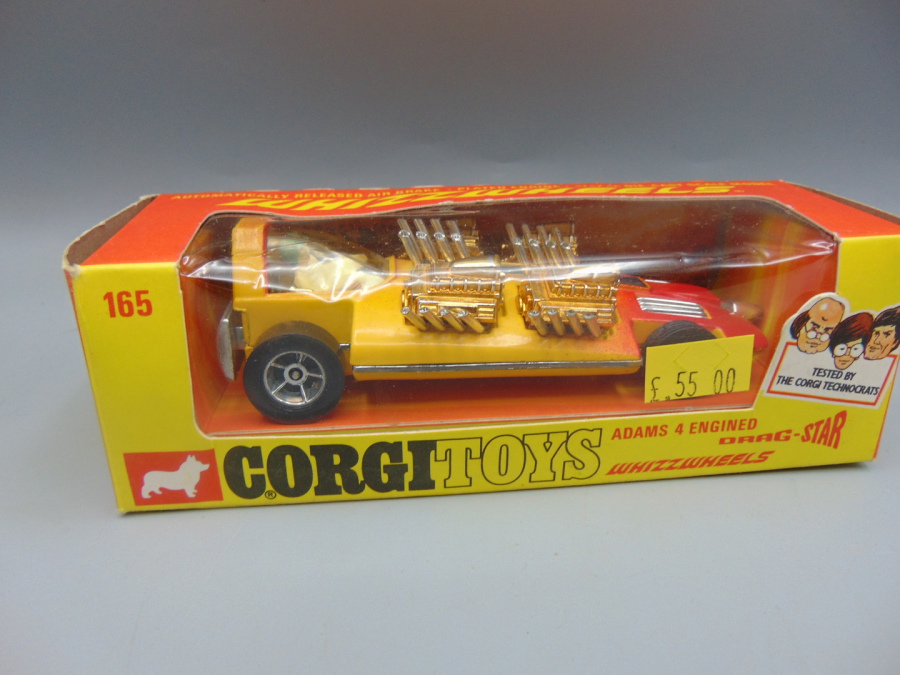 AUTOMATICALLY RELEASED AIR BRAKE
WHIZZWHEELS
165
£.55 00
TESTED BY
THE CORGI TECHNOCRATS
CORGI TOYS
®
ADAMS 4 ENGINED
DRAG-STAR
WHIZZWHEELS